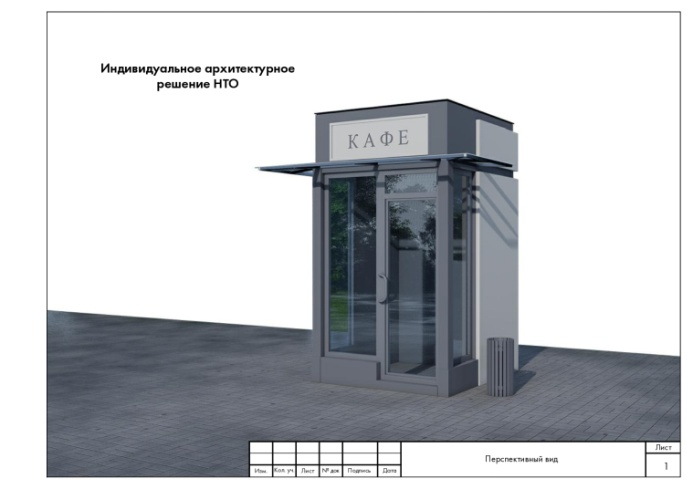 Индивидуальное архитектурное
решение НТО
КАФЕ
Лист
Перспективный вид
1
Изм. Кол. уч. Лист № док Подпись Дата